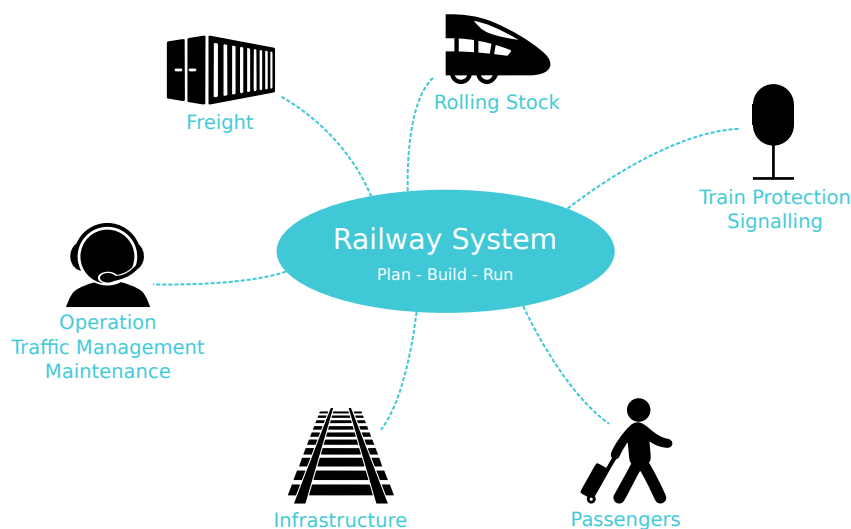 Rolling Stock
Freight
Train Protection
Signalling
Railway System
Plan - Build - Run
Operation
Traffic Management
Maintenance
Infrastructure
Passengers